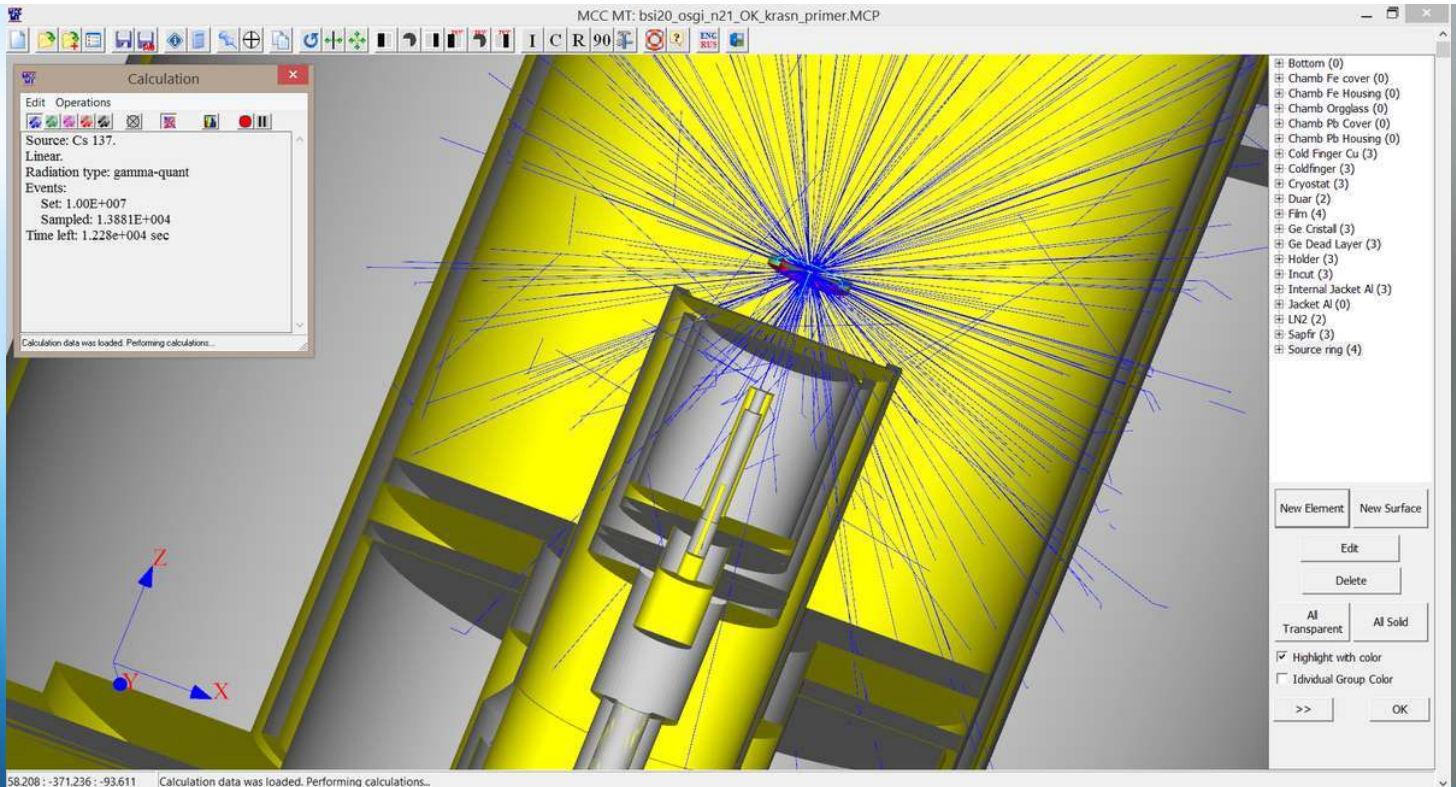 MCC MT: bsi20_osgi_n21_OK_krasn_primer.MCP
I C R 90 ENG RUS
Calculation
Edit Operations
Source: Cs 137.
Linear.
Radiation type: gamma-quant
Events:
Set: 1.00E+007
Sampled: 1.3881E+004
Time left: 1.228e+004 sec
Calculation data was loaded. Performing calculations...
Z
Y
X
Bottom (0)
Chamb Fe cover (0)
Chamb Fe Housing (0)
Chamb Orgglass (0)
Chamb Pb Cover (0)
Chamb Pb Housing (0)
Cold Finger Cu (3)
Coldfinger (3)
Cryostat (3)
Duar (2)
Film (4)
Ge Cristall (3)
Ge Dead Layer (3)
Holder (3)
Incut (3)
Internal Jacket Al (3)
Jacket Al (0)
LN2 (2)
Sapfir (3)
Source ring (4)
New Element New Surface
Edit
Delete
All Transparent All Solid
Highlight with color
Idividual Group Color
>> OK
58.208 : -371.236 : -93.611 Calculation data was loaded. Performing calculations...